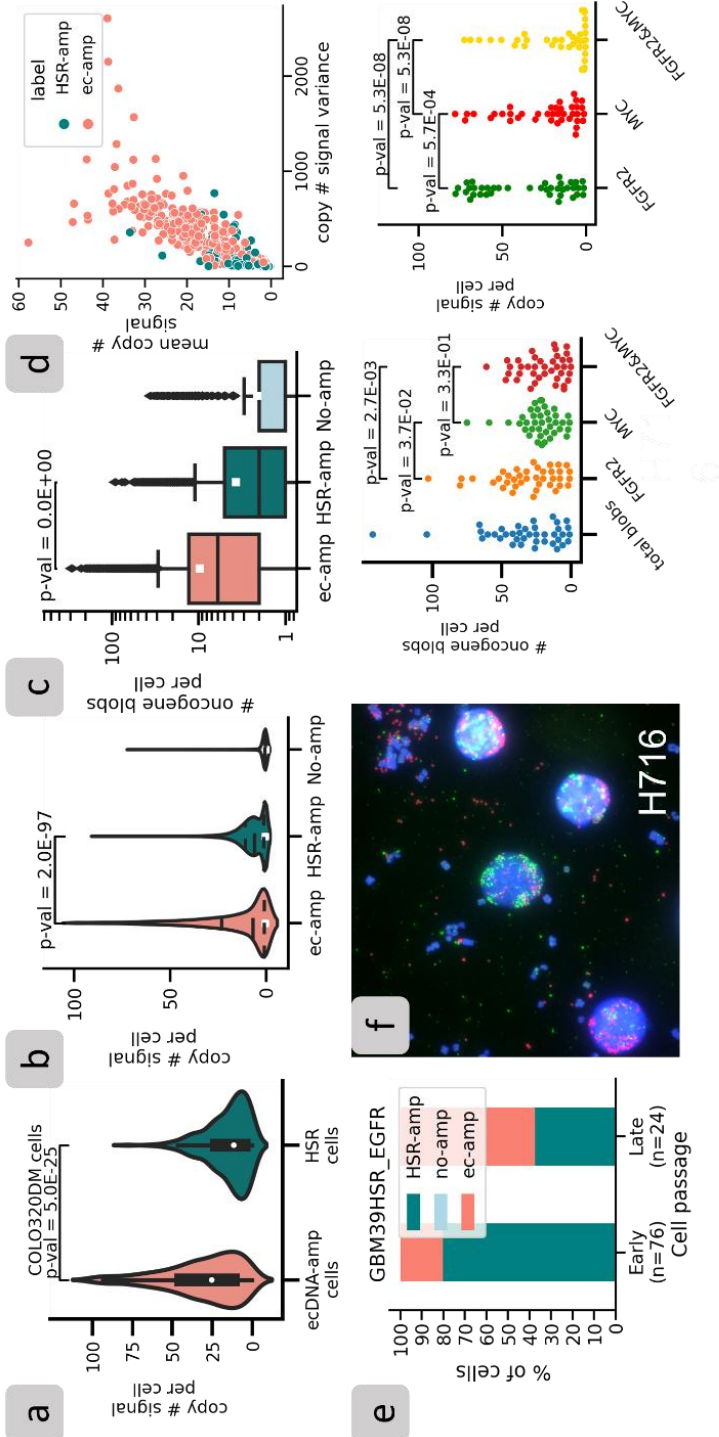 a
COLO320DM cells
p-val = 5.0E-25
copy # signal
per cell
100
75
50
25
0
ecDNA-amp
cells
HSR
cells
b
p-val = 2.0E-97
copy # signal
per cell
100
50
0
ec-amp
HSR-amp
No-amp
c
p-val = 0.0E+00
# oncogene blobs
per cell
100
10
1
ec-amp
HSR-amp
No-amp
d
mean copy #
signal
60
50
40
30
20
10
0
label
HSR-amp
ec-amp
0
1000
2000
copy # signal variance
e
GBM39HSR_EGFR
% of cells
100
90
80
70
60
50
40
30
20
10
0
HSR-amp
no-amp
ec-amp
Early
(n=76)
Late
(n=24)
Cell passage
f
H716
# oncogene blobs
per cell
100
50
0
p-val = 2.7E-03
p-val = 3.7E-02
p-val = 3.3E-01
total blobs
FGFR2
MYC
FGFR2&MYC
copy # signal
per cell
100
50
0
p-val = 5.3E-08
p-val = 5.3E-08
p-val = 5.7E-04
FGFR2
MYC
FGFR2&MYC